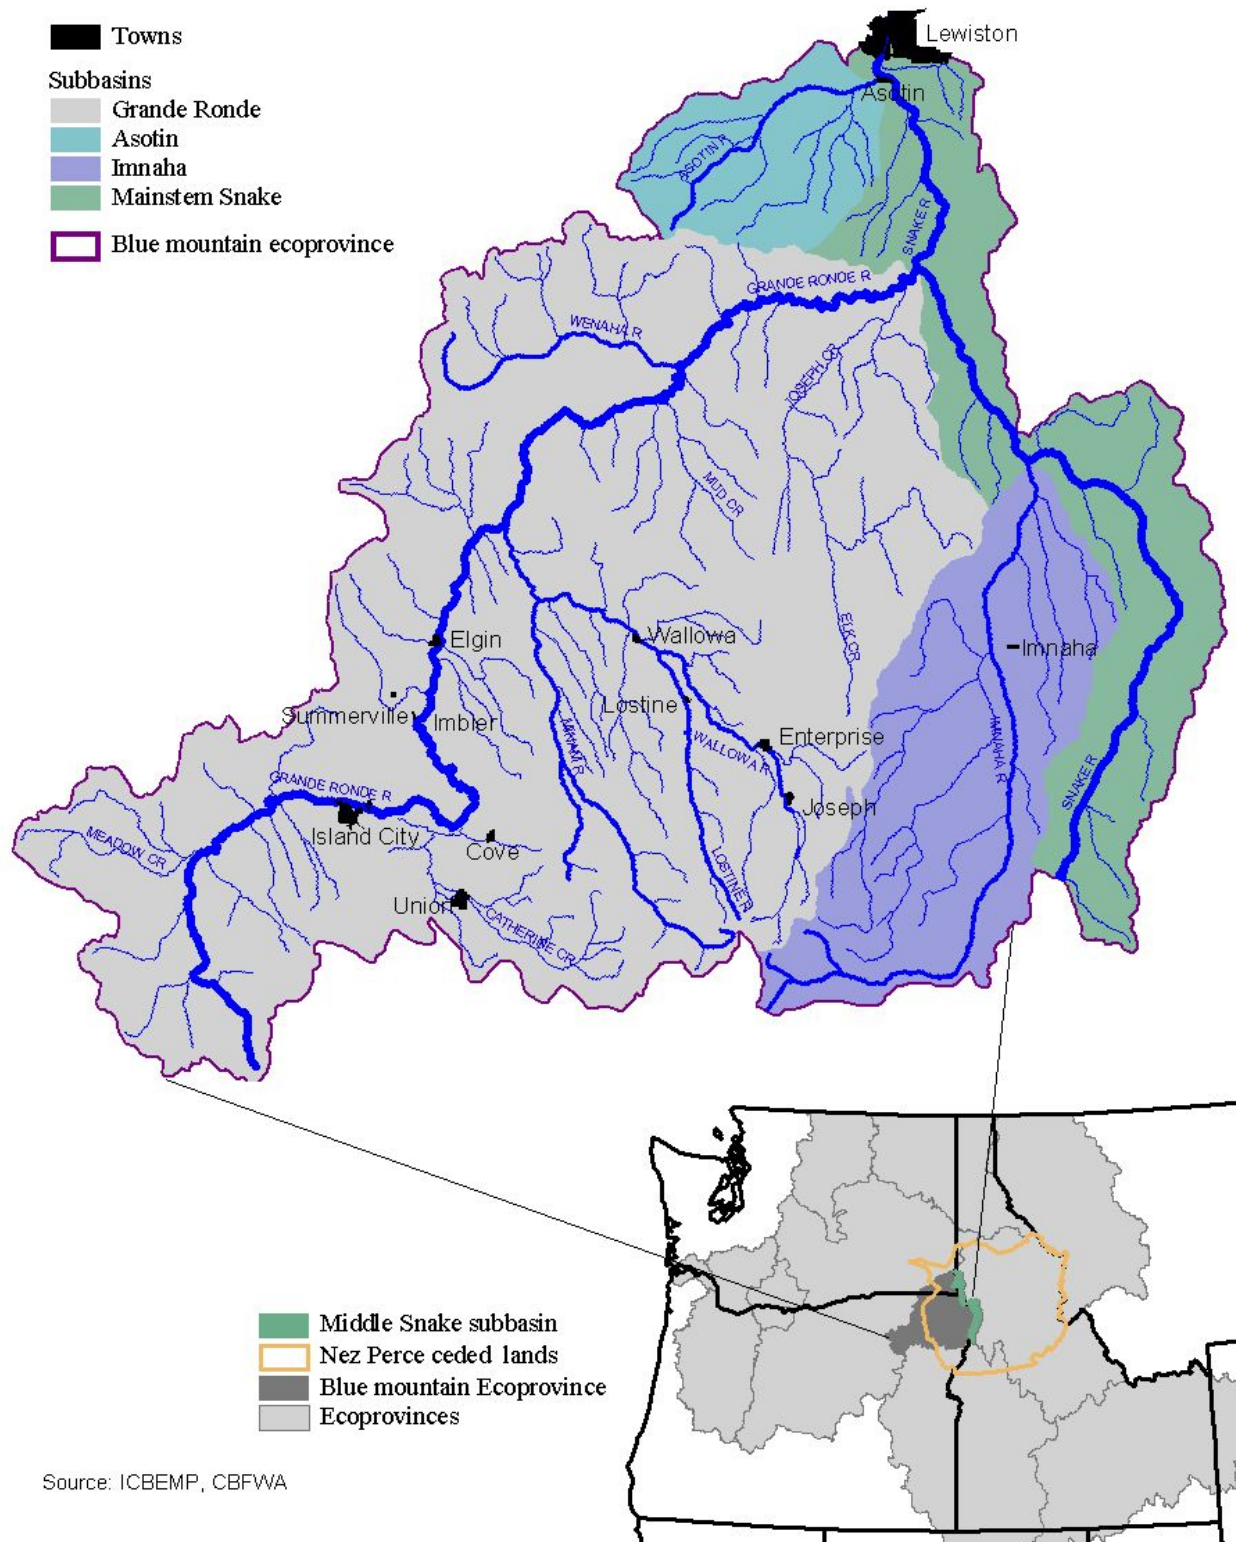 Towns
Subbasins
Grande Ronde
Asotin
Imnaha
Mainstem Snake
Blue mountain ecoprovince
Lewiston
Asotin
ASOTIN R
SNAKE R
GRANDE RONDE R
WENAHA R
JOSEPH CR
MUD CR
ELK CR
Elgin
Wallowa
Imnaha
Summerville
Imbler
Lostine
Enterprise
WALLOWA R
IMNAHA R
SNAKE R
GRANDE RONDE R
Joseph
Island City
MEADOW CR
Cove
LOSTINE R
Union
CATHERINE CR
Middle Snake subbasin
Nez Perce ceded lands
Blue mountain Ecoprovince
Ecoprovinces
Source: ICBEMP, CBFWA